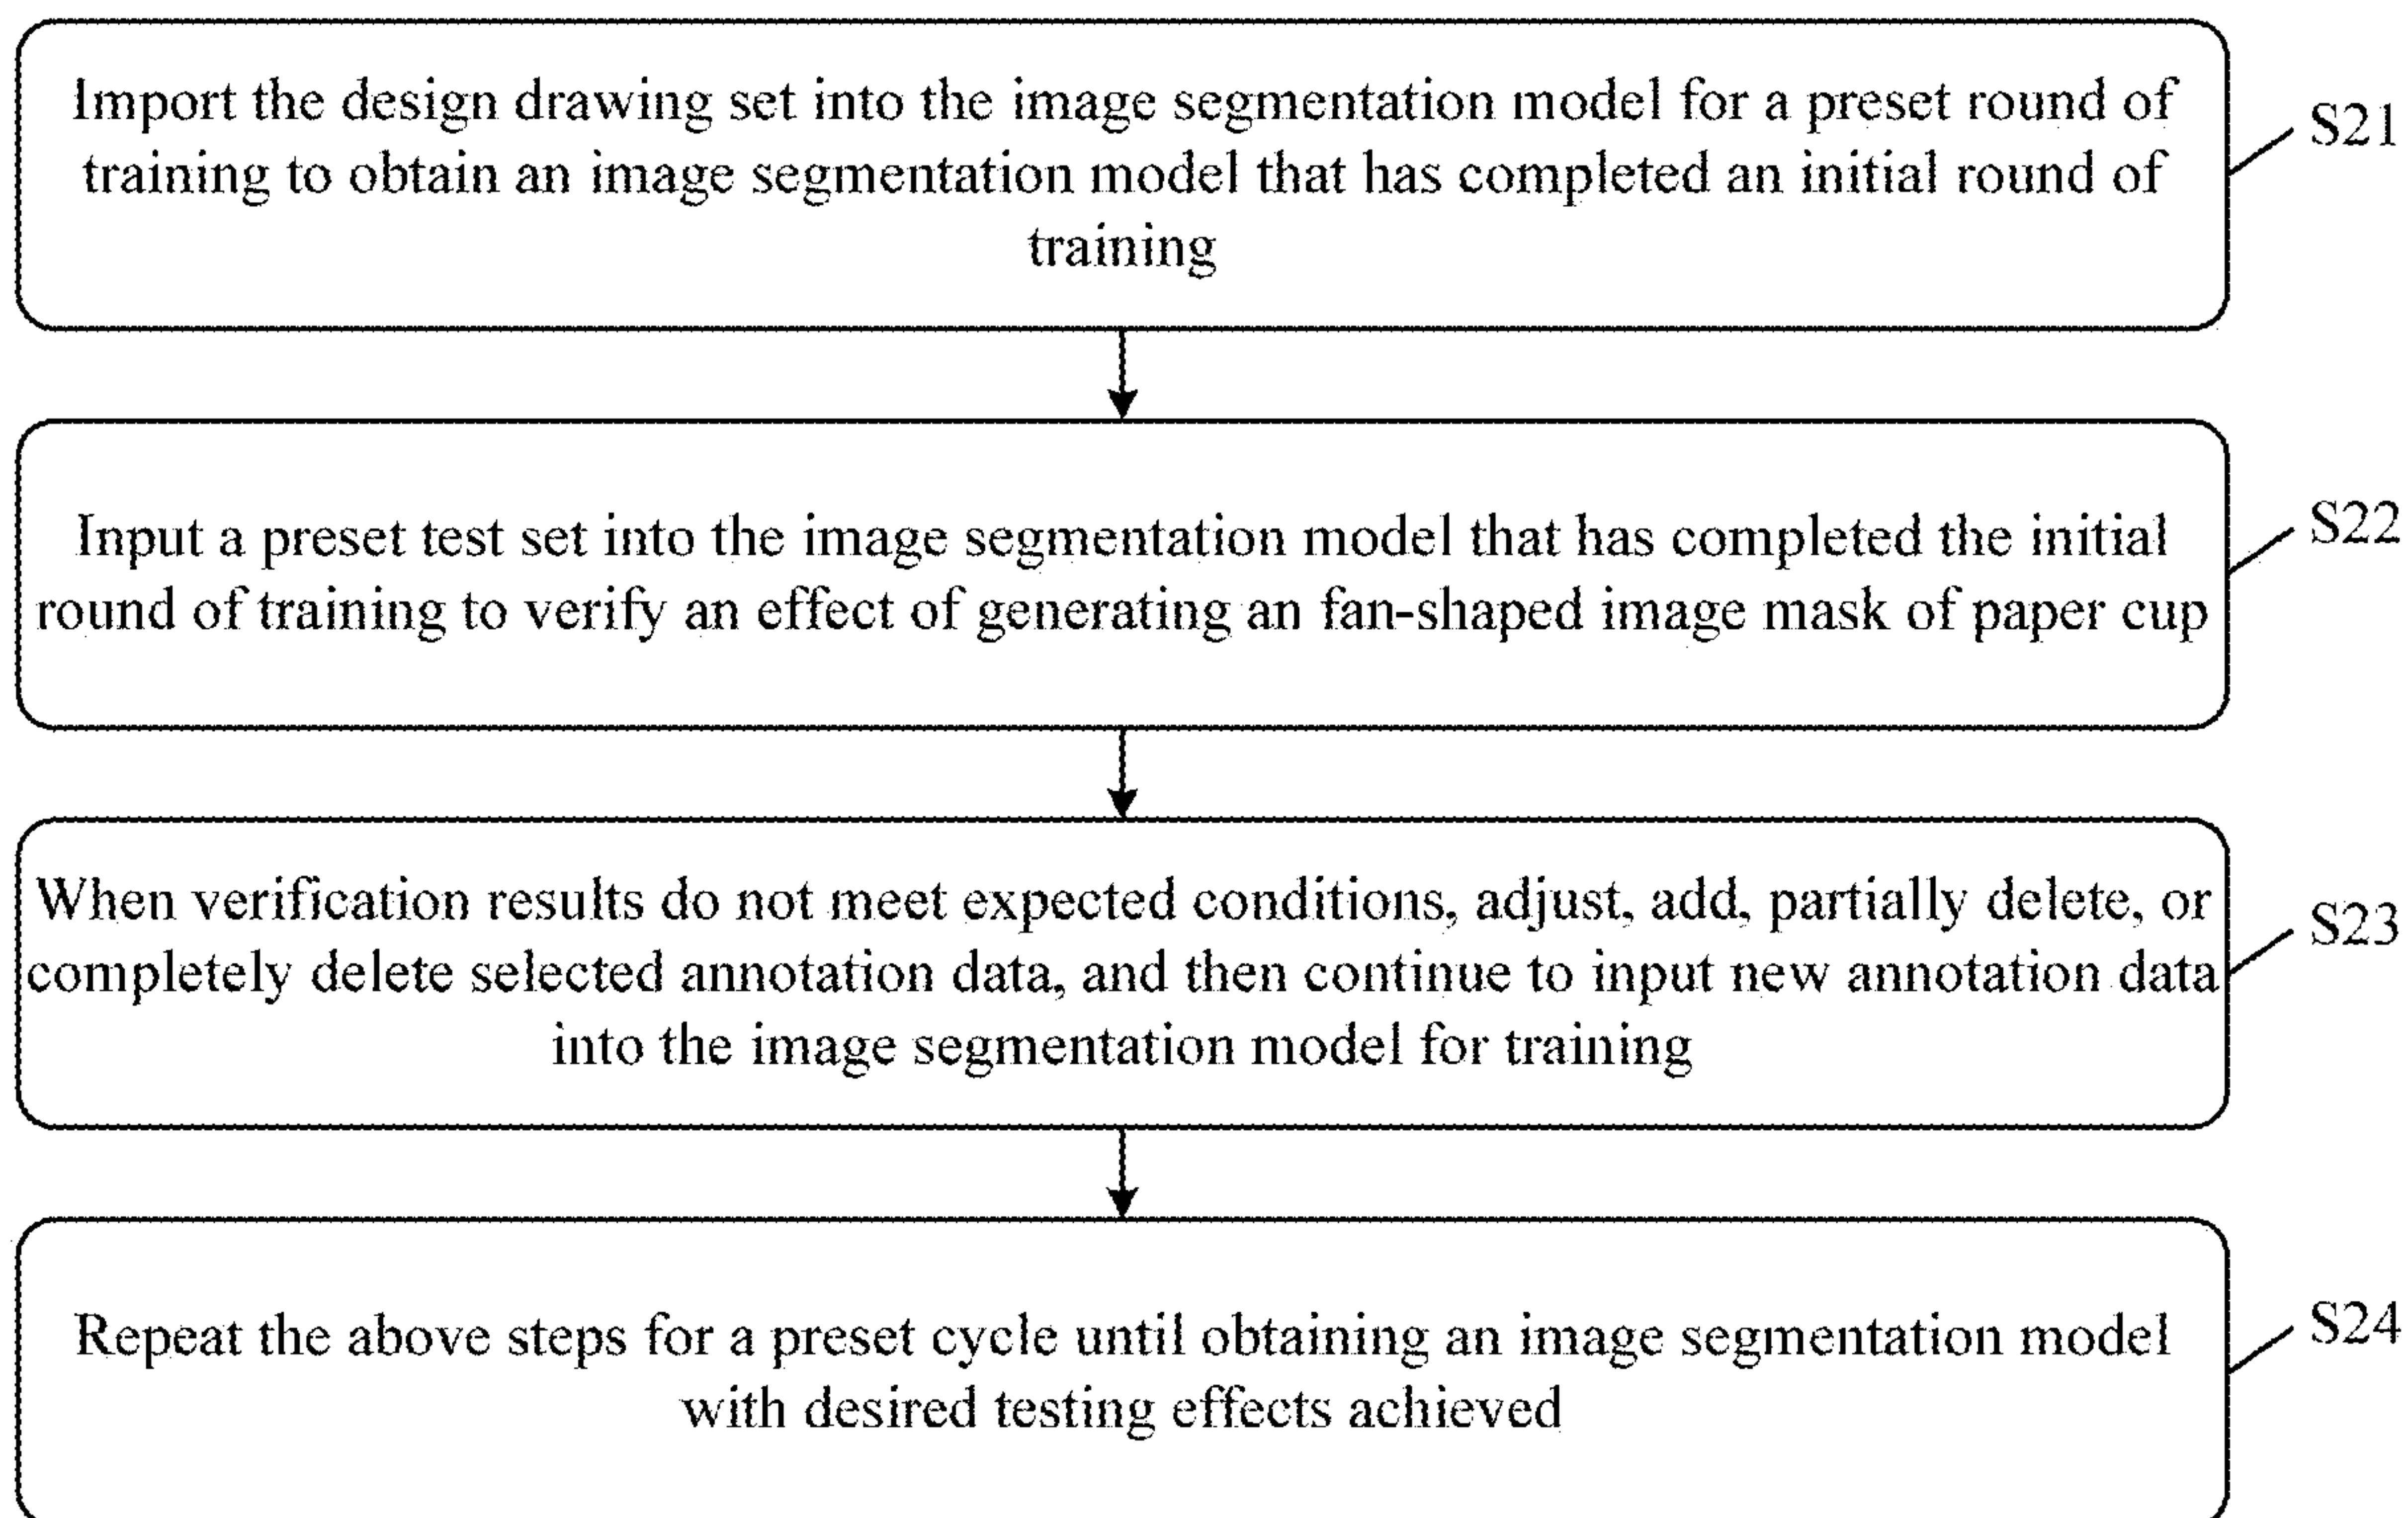 Import the design drawing set into the image segmentation model for a preset round of
training to obtain an image segmentation model that has completed an initial round of
training
S21
Input a preset test set into the image segmentation model that has completed the initial
round of training to verify an effect of generating an fan-shaped image mask of paper cup
S22
When verification results do not meet expected conditions, adjust, add, partially delete, or
completely delete selected annotation data, and then continue to input new annotation data
into the image segmentation model for training
S23
Repeat the above steps for a preset cycle until obtaining an image segmentation model
with desired testing effects achieved
S24